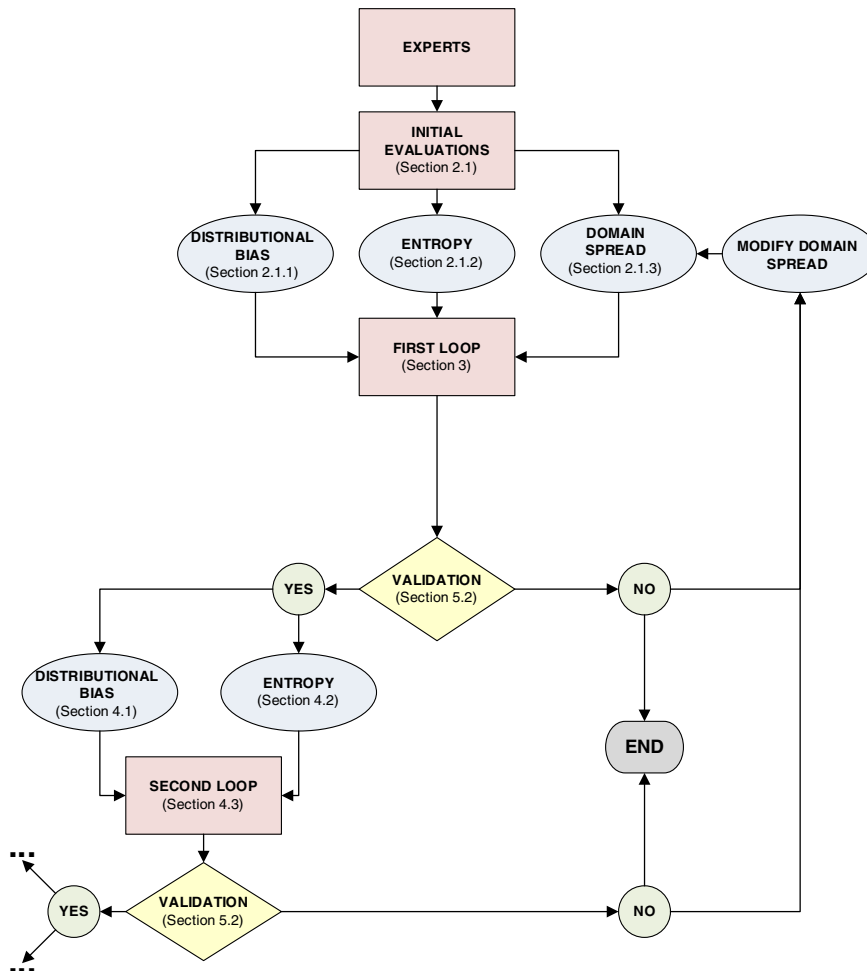 EXPERTS
INITIAL
EVALUATIONS
(Section 2.1)
DISTRIBUTIONAL
BIAS
(Section 2.1.1)
ENTROPY
(Section 2.1.2)
DOMAIN
SPREAD
(Section 2.1.3)
MODIFY DOMAIN
SPREAD
FIRST LOOP
(Section 3)
YES
VALIDATION
(Section 5.2)
NO
DISTRIBUTIONAL
BIAS
(Section 4.1)
ENTROPY
(Section 4.2)
END
SECOND LOOP
(Section 4.3)
...
YES
VALIDATION
(Section 5.2)
NO
...